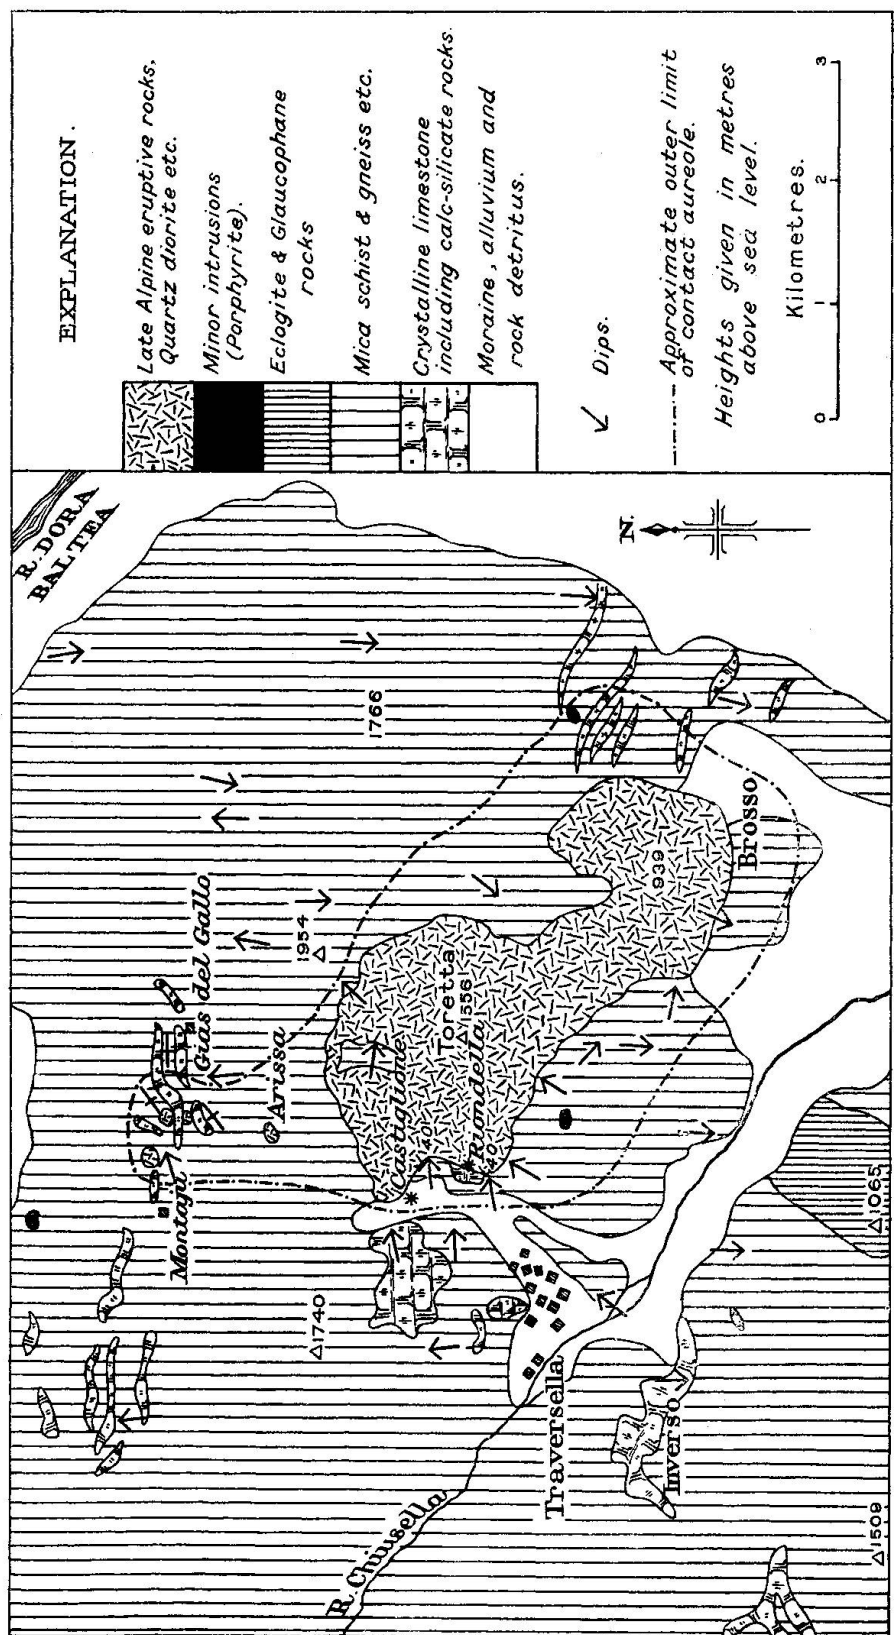 EXPLANATION.
Late Alpine eruptive rocks,
Quartz diorite etc.
Minor intrusions
(Porphyrite).
Eclogite & Glaucophane
rocks
Mica schist & gneiss etc.
Crystalline limestone
including calc-silicate rocks.
Moraine, alluvium and
rock detritus.
Dips.
Approximate outer limit
of contact aureole.
Heights given in metres
above sea level.
Kilometres.
0 1 2 3
R. DORA
BALTEA
N.
1766
Gias del Gallo
1954
Arissa
Montajù
Castiglione
40
Toretta
1556
Riondella
40
939
Brosso
1740
Traversella
Inverso
R. Chiusella
1065
1509